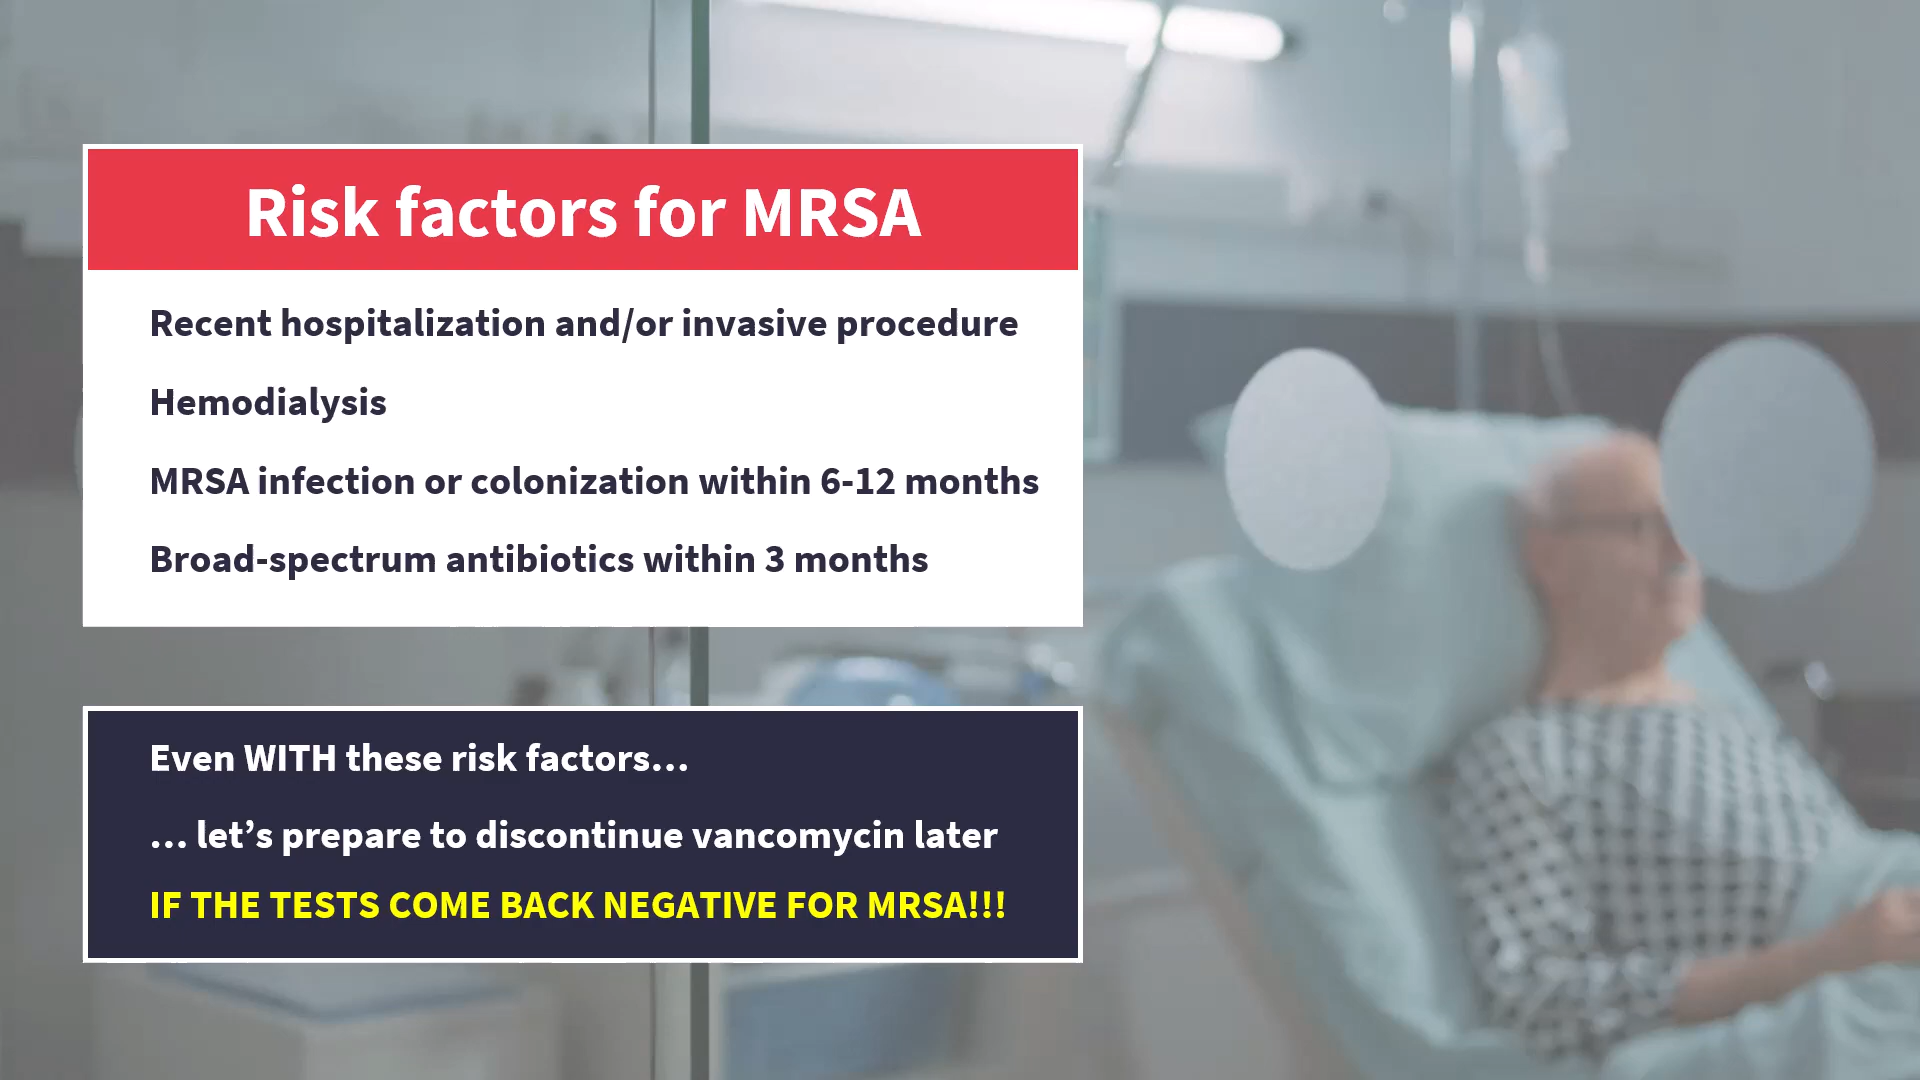 Risk factors for MRSA
Recent hospitalization and/or invasive procedure
Hemodialysis
MRSA infection or colonization within 6-12 months
Broad-spectrum antibiotics within 3 months
Even WITH these risk factors...
... let’s prepare to discontinue vancomycin later
IF THE TESTS COME BACK NEGATIVE FOR MRSA!!!